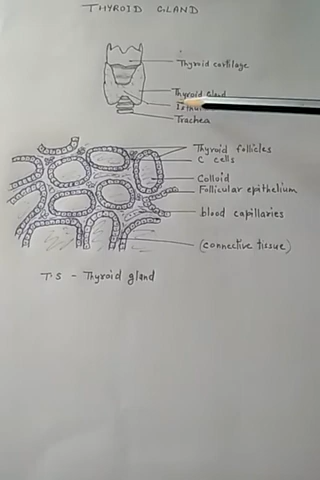 THYROID GLAND
Thyroid cartilage
Thyroid Gland
Trachea
Thyroid follicles
C cells
Colloid
Follicular epithelium
blood capillaries
(connective tissue)
T.S - Thyroid gland